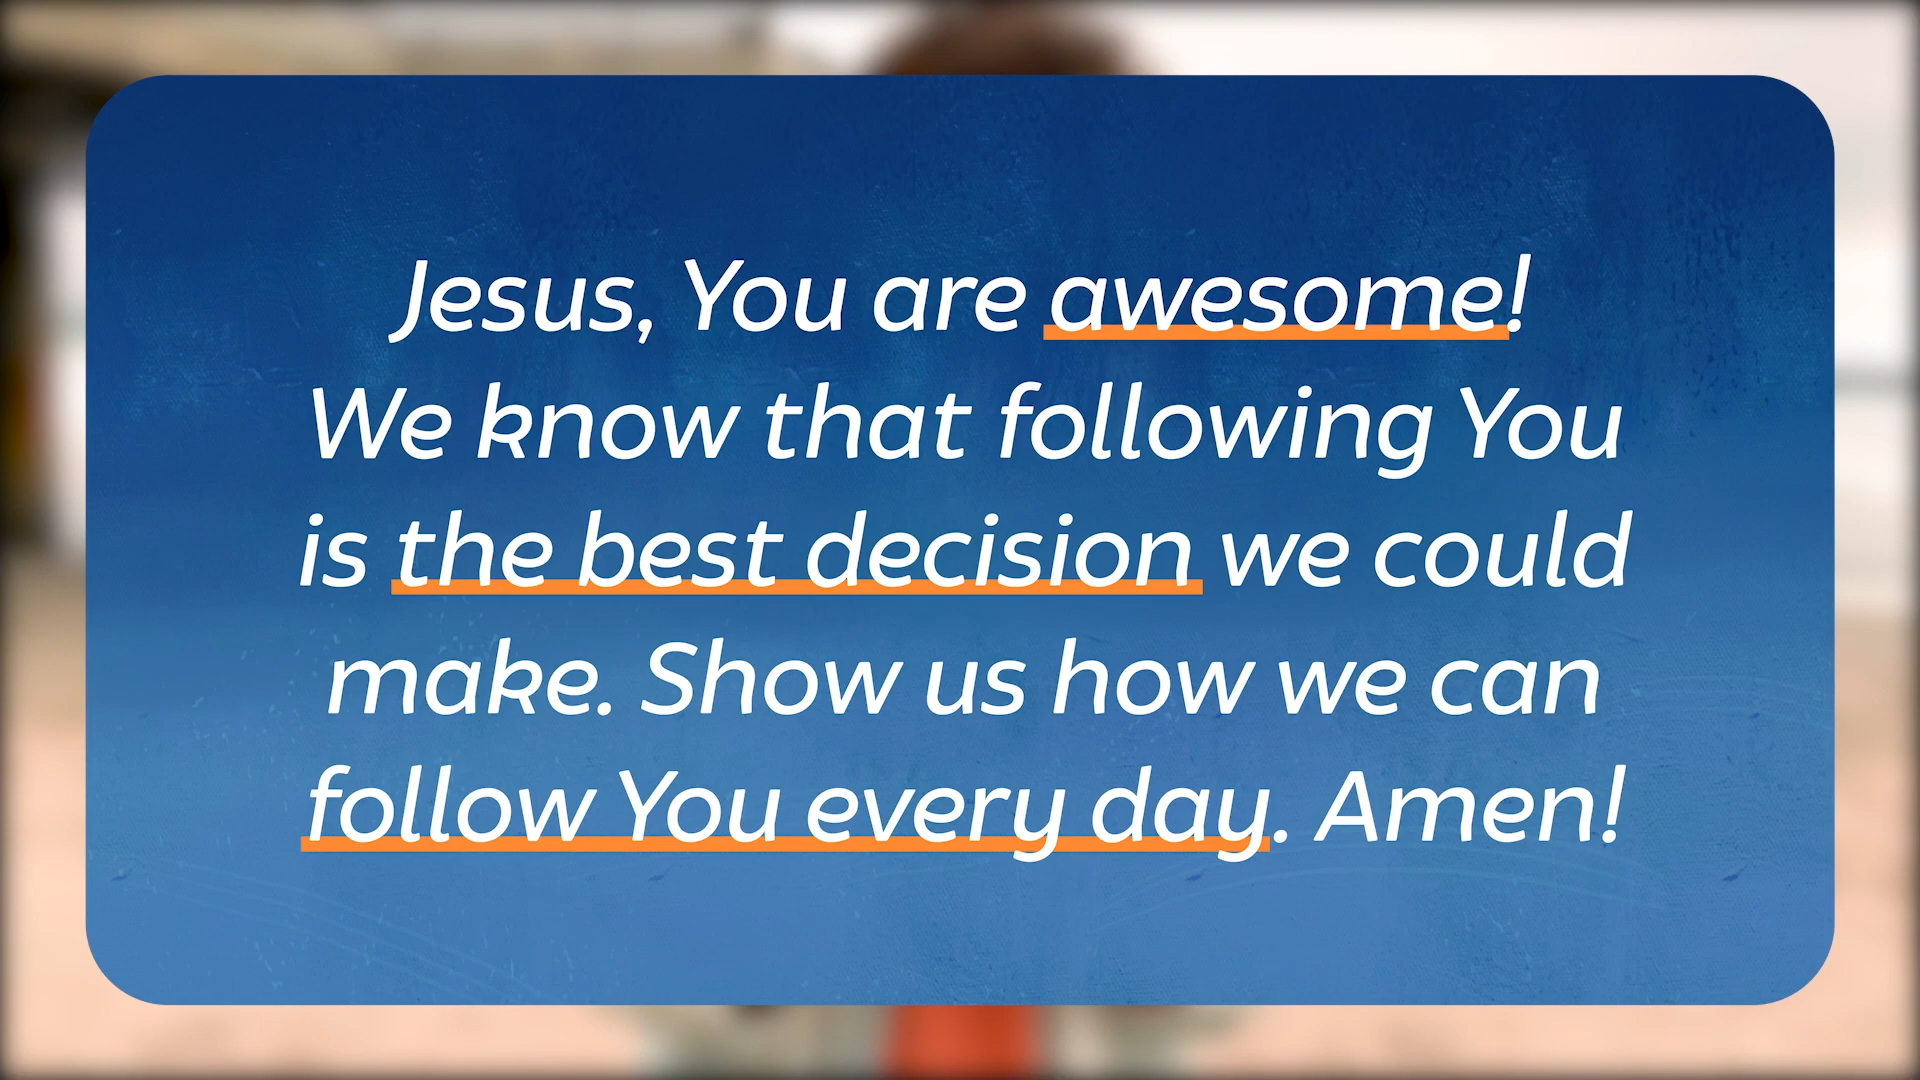 Jesus, You are awesome!
We know that following You
is the best decision we could
make. Show us how we can
follow You every day. Amen!